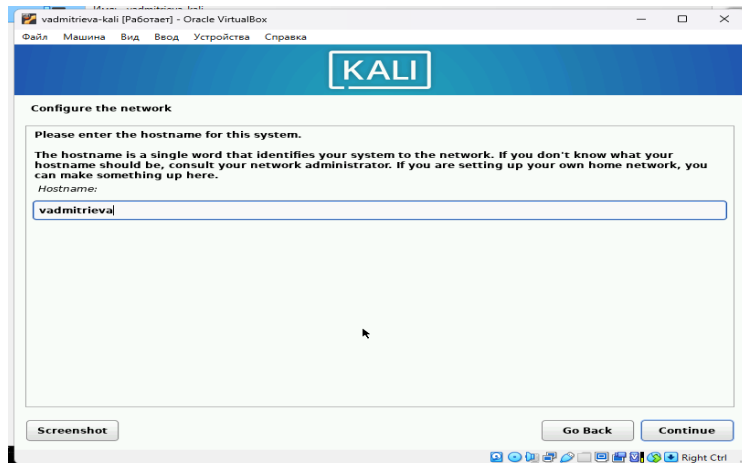 vadmitrieva-kali [Работает] - Oracle VirtualBox
Файл Машина Вид Ввод Устройства Справка
KALI
Configure the network
Please enter the hostname for this system.
The hostname is a single word that identifies your system to the network. If you don't know what your
hostname should be, consult your network administrator. If you are setting up your own home network, you
can make something up here.
Hostname:
vadmitrieva
Screenshot Go Back Continue
Right Ctrl